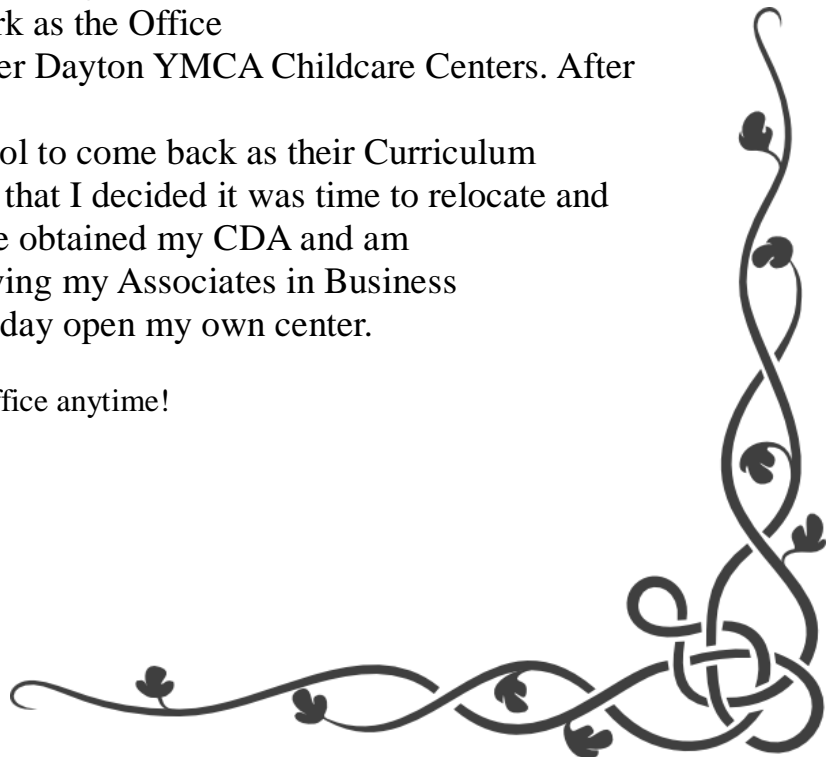 rk as the Office
er Dayton YMCA Childcare Centers. After
ol to come back as their Curriculum
that I decided it was time to relocate and
e obtained my CDA and am
ving my Associates in Business
day open my own center.
ffice anytime!